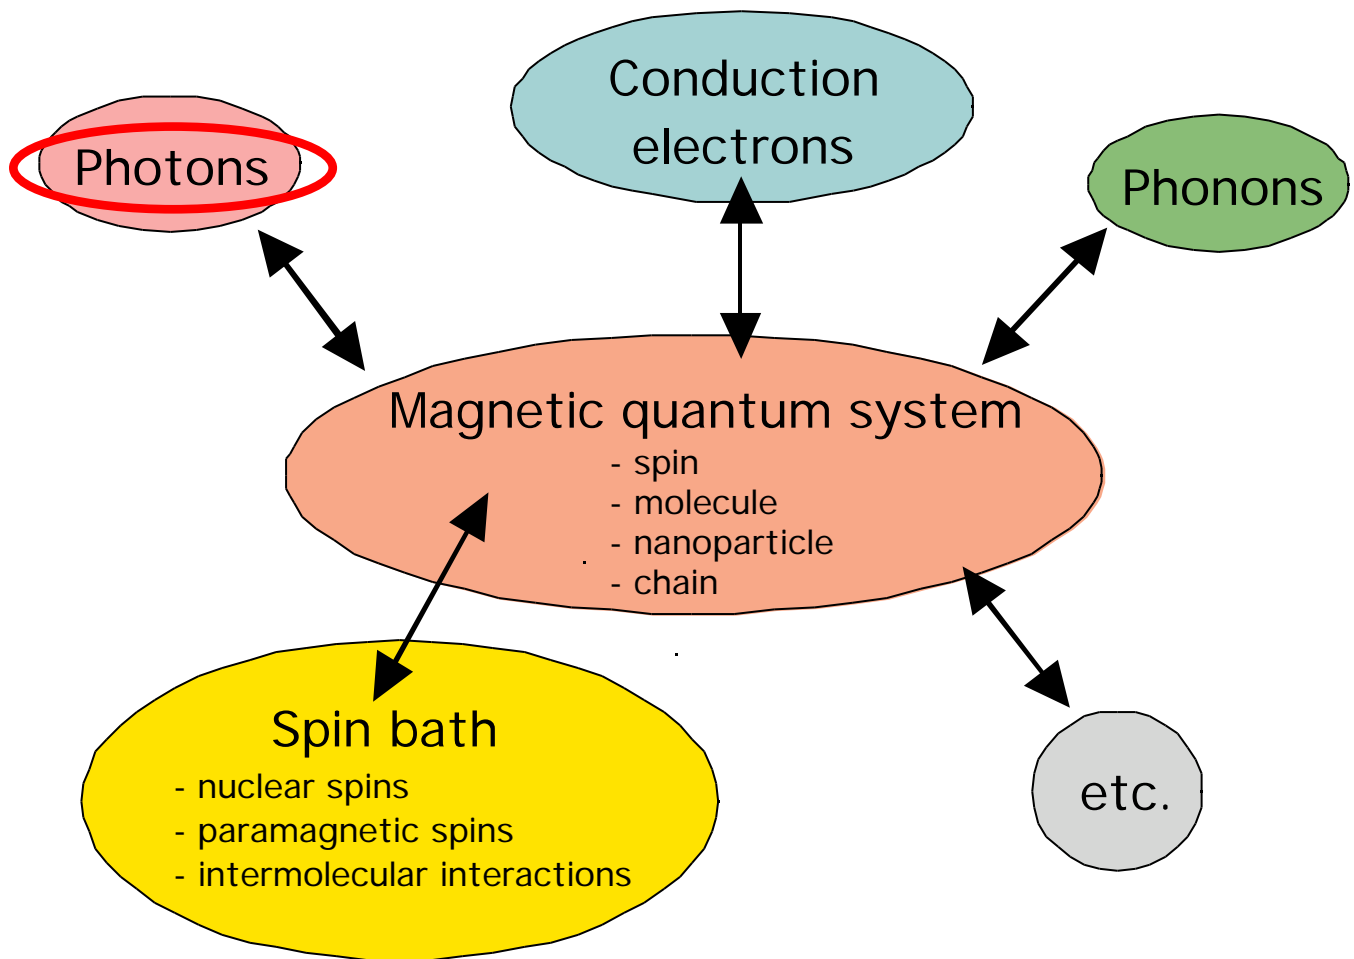 Conduction
electrons
Photons
Phonons
Magnetic quantum system
- spin
- molecule
- nanoparticle
- chain
Spin bath
- nuclear spins
- paramagnetic spins
- intermolecular interactions
etc.